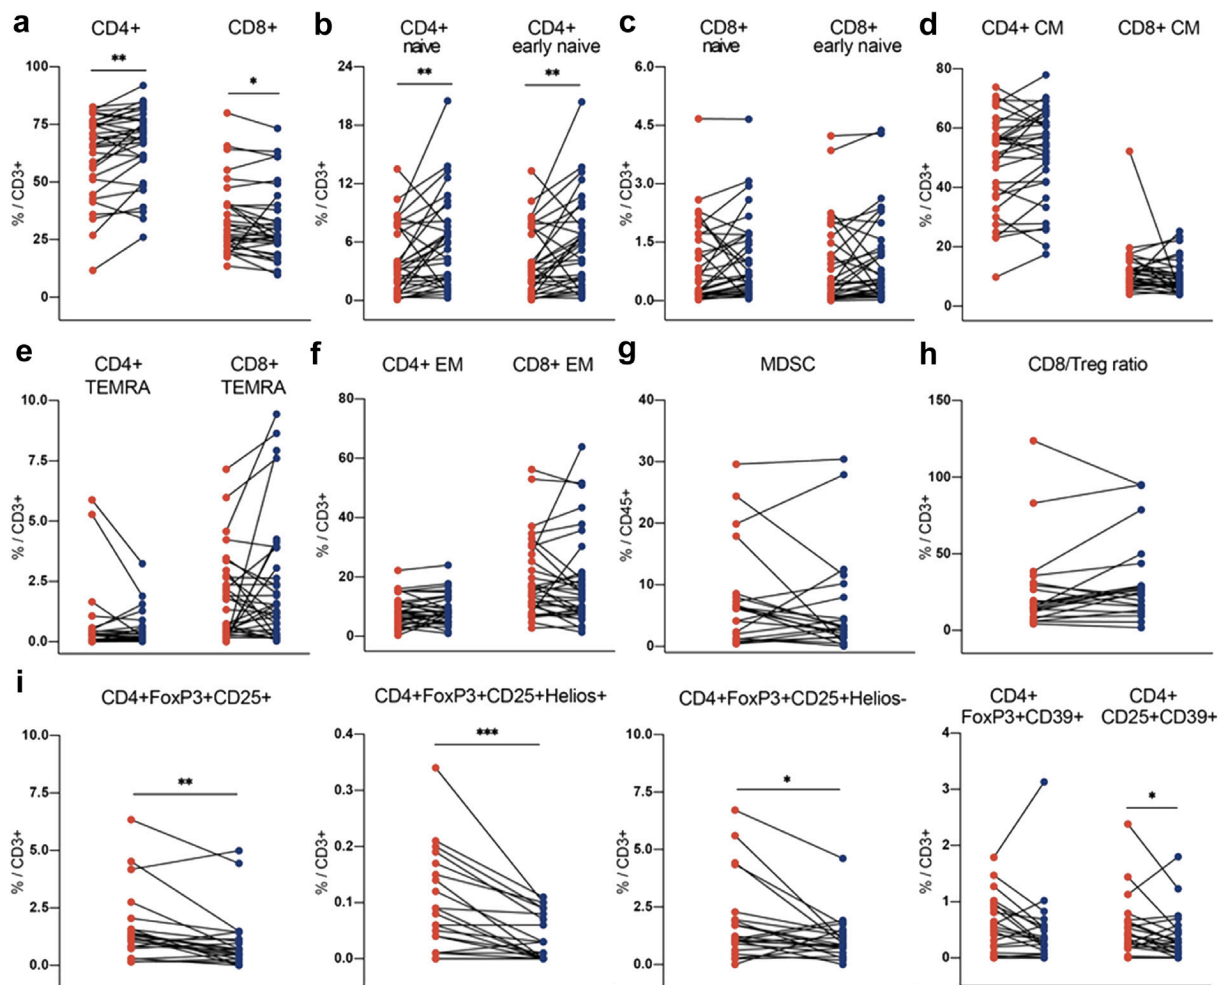 a
CD4+
CD8+
**
*
100
75
50
25
0
% / CD3+
b
CD4+
naive
CD4+
early naive
**
**
24
18
12
6
0
% / CD3+
c
CD8+
naive
CD8+
early naive
6.0
4.5
3.0
1.5
0.0
% / CD3+
d
CD4+ CM
CD8+ CM
80
60
40
20
0
% / CD3+
e
CD4+
TEMRA
CD8+
TEMRA
10.0
7.5
5.0
2.5
0.0
% / CD3+
f
CD4+ EM
CD8+ EM
80
60
40
20
0
% / CD3+
g
MDSC
40
30
20
10
0
% / CD45+
h
CD8/Treg ratio
150
100
50
0
% / CD3+
i
CD4+FoxP3+CD25+
**
10.0
7.5
5.0
2.5
0.0
% / CD3+
CD4+FoxP3+CD25+Helios+
***
0.4
0.3
0.2
0.1
0.0
% / CD3+
CD4+FoxP3+CD25+Helios-
*
10.0
7.5
5.0
2.5
0.0
% / CD3+
CD4+
FoxP3+CD39+
CD4+
CD25+CD39+
*
4
3
2
1
0
% / CD3+